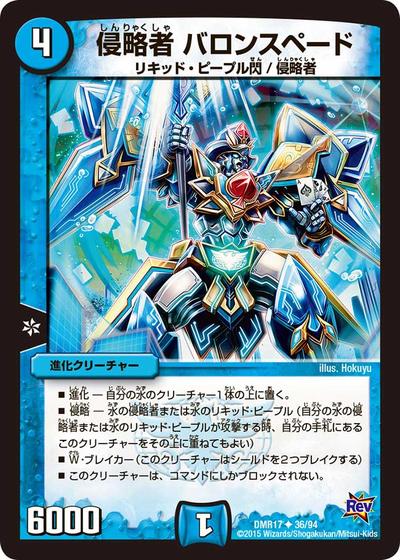 4
しんりゃくしゃ
侵略者 バロンスペード
せん しんりゃくしゃ
リキッド・ピープル閃 / 侵略者
illus. Hokuyu
進化クリーチャー
■ 進化 ― 自分の水のクリーチャー1体の上に置く。
■ 侵略 ― 水の侵略者または水のリキッド・ピープル (自分の水の侵
略者または水のリキッド・ピープルが攻撃する時、自分の手札にある
このクリーチャーをその上に重ねてもよい)
■ W・ブレイカー (このクリーチャーはシールドを2つブレイクする)
■ このクリーチャーは、コマンドにしかブロックされない。
6000
1
Rev
DMR17 ◆ 36/94
©2015 Wizards/Shogakukan/Mitsui-Kids